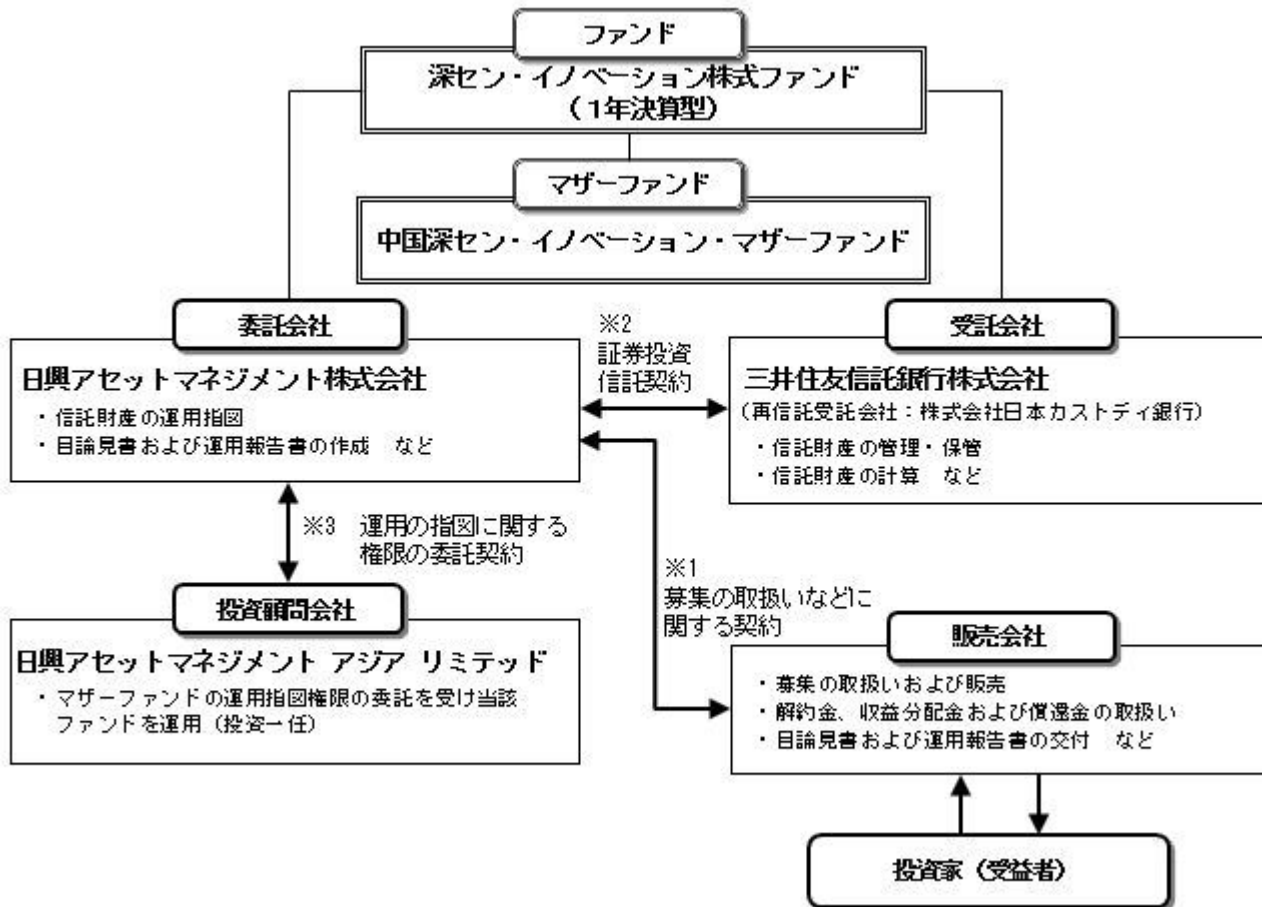 ファンド
深セン・イノベーション株式ファンド
(1年決算型)
マザーファンド
中国深セン・イノベーション・マザーファンド
委託会社
日興アセットマネジメント株式会社
・信託財産の運用指図
・目論見書および運用報告書の作成 など
※2
証券投資
信託契約
受託会社
三井住友信託銀行株式会社
(再信託受託会社:株式会社日本カストディ銀行)
・信託財産の管理・保管
・信託財産の計算 など
※3 運用の指図に関する
権限の委託契約
※1
募集の取扱いなどに
関する契約
投資顧問会社
日興アセットマネジメント アジア リミテッド
・マザーファンドの運用指図権限の委託を受け当該
ファンドを運用(投資一任)
販売会社
・募集の取扱いおよび販売
・解約金、収益分配金および償還金の取扱い
・目論見書および運用報告書の交付 など
投資家(受益者)